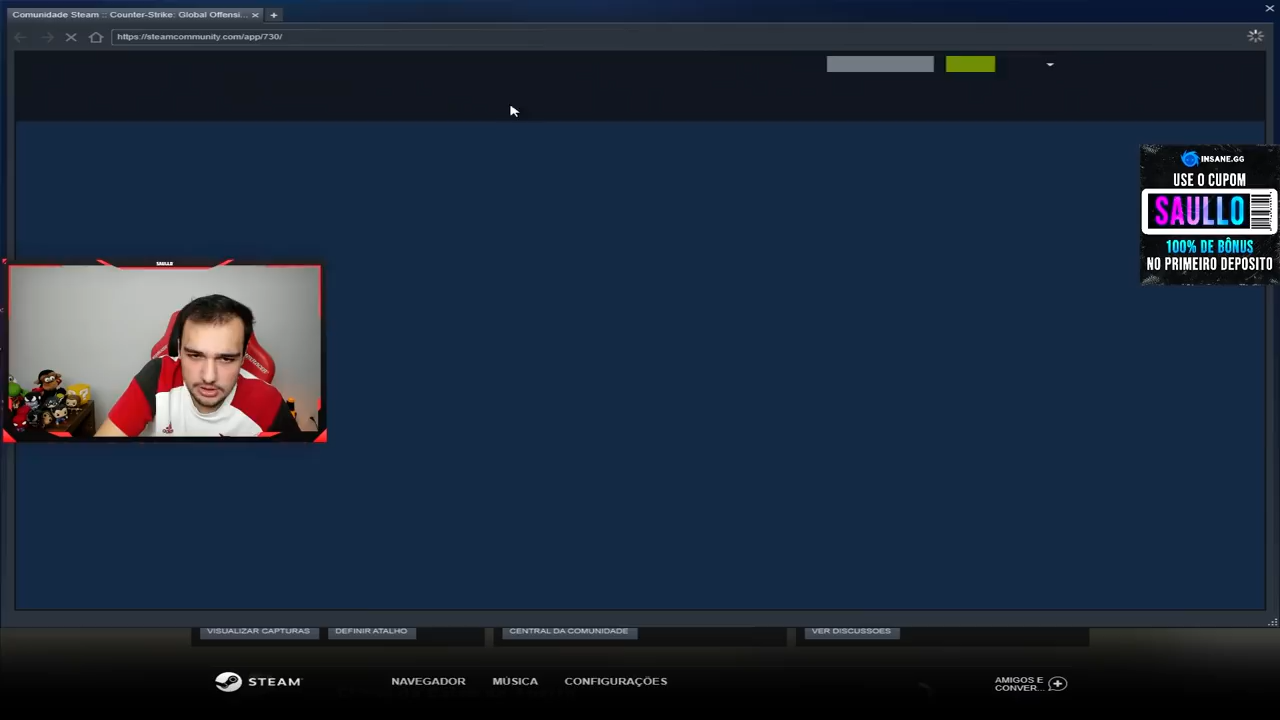 Comunidade Steam :: Counter-Strike: Global Offensi...
https://steamcommunity.com/app/730/
INSANE.GG
USE O CUPOM
SAULLO
100% DE BÔNUS
NO PRIMEIRO DEPOSITO
SAULLO
VISUALIZAR CAPTURAS
DEFINIR ATALHO
CENTRAL DA COMUNIDADE
VER DISCUSSÕES
STEAM
NAVEGADOR
MÚSICA
CONFIGURAÇÕES
AMIGOS E
CONVER...